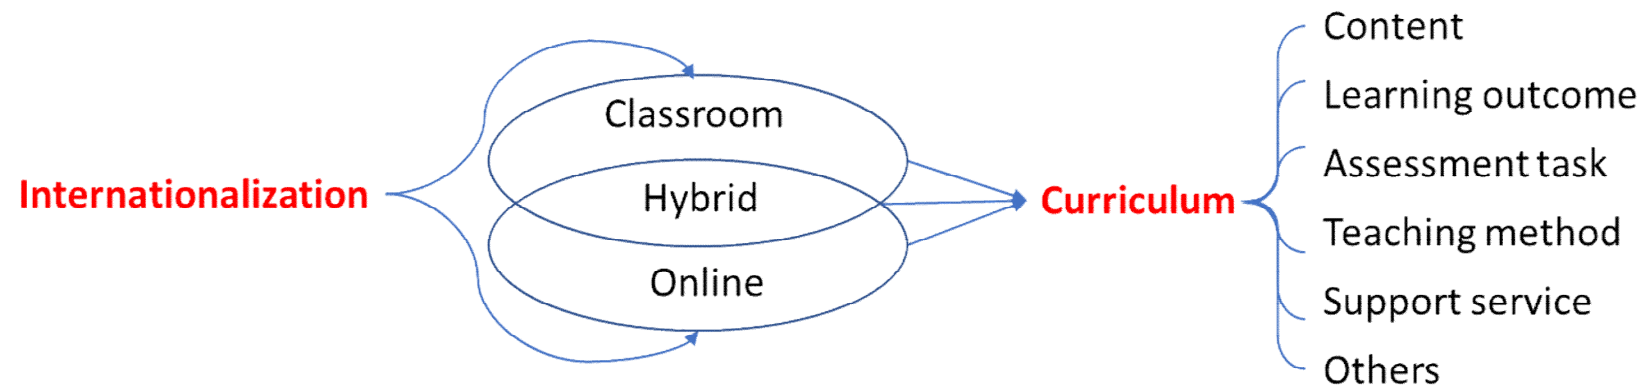 Internationalization
Classroom
Hybrid
Online
Curriculum
Content
Learning outcome
Assessment task
Teaching method
Support service
Others